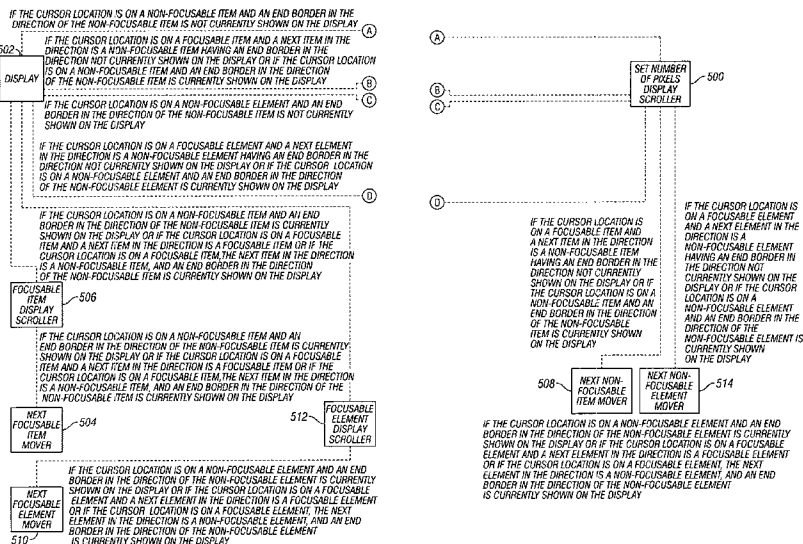 IF THE CURSOR LOCATION IS ON A NON-FOCUSABLE ITEM AND AN END BORDER IN THE
DIRECTION OF THE NON-FOCUSABLE ITEM IS NOT CURRENTLY SHOWN ON THE DISPLAY
A
502
DISPLAY
IF THE CURSOR LOCATION IS ON A FOCUSABLE ITEM AND A NEXT ITEM IN THE
DIRECTION IS A NON-FOCUSABLE ITEM HAVING AN END BORDER IN THE
DIRECTION NOT CURRENTLY SHOWN ON THE DISPLAY OR IF THE CURSOR LOCATION
IS ON A NON-FOCUSABLE ITEM AND AN END BORDER IN THE DIRECTION
OF THE NON-FOCUSABLE ITEM IS CURRENTLY SHOWN ON THE DISPLAY
B
C
IF THE CURSOR LOCATION IS ON A NON-FOCUSABLE ELEMENT AND AN END
BORDER IN THE DIRECTION OF THE NON-FOCUSABLE ITEM IS NOT CURRENTLY
SHOWN ON THE DISPLAY
IF THE CURSOR LOCATION IS ON A FOCUSABLE ELEMENT AND A NEXT ELEMENT
IN THE DIRECTION IS A NON-FOCUSABLE ELEMENT HAVING AN END BORDER IN THE
DIRECTION NOT CURRENTLY SHOWN ON THE DISPLAY OR IF THE CURSOR LOCATION
IS ON A NON-FOCUSABLE ELEMENT AND AN END BORDER IN THE DIRECTION
OF THE NON-FOCUSABLE ELEMENT IS CURRENTLY SHOWN ON THE DISPLAY
D
IF THE CURSOR LOCATION IS ON A NON-FOCUSABLE ITEM AND AN END
BORDER IN THE DIRECTION OF THE NON-FOCUSABLE ITEM IS CURRENTLY
SHOWN ON THE DISPLAY OR IF THE CURSOR LOCATION IS ON A FOCUSABLE
ITEM AND A NEXT ITEM IN THE DIRECTION IS A FOCUSABLE ITEM OR IF THE
CURSOR LOCATION IS ON A FOCUSABLE ITEM,THE NEXT ITEM IN THE DIRECTION
IS A NON-FOCUSABLE ITEM, AND AN END BORDER IN THE DIRECTION
OF THE NON-FOCUSABLE ITEM IS CURRENTLY SHOWN ON THE DISPLAY
FOCUSABLE
ITEM
DISPLAY
SCROLLER
506
IF THE CURSOR LOCATION IS ON A NON-FOCUSABLE ITEM AND AN
END BORDER IN THE DIRECTION OF THE NON-FOCUSABLE ITEM IS CURRENTLY
SHOWN ON THE DISPLAY OR IF THE CURSOR LOCATION IS ON A FOCUSABLE
ITEM AND A NEXT ITEM IN THE DIRECTION IS A FOCUSABLE ITEM OR IF THE
CURSOR LOCATION IS ON A FOCUSABLE ITEM,THE NEXT ITEM IN THE DIRECTION
IS A NON-FOCUSABLE ITEM, AND AN END BORDER IN THE DIRECTION OF THE
NON-FOCUSABLE ITEM IS CURRENTLY SHOWN ON THE DISPLAY
NEXT
FOCUSABLE
ITEM
MOVER
504
512
FOCUSABLE
ELEMENT
DISPLAY
SCROLLER
IF THE CURSOR LOCATION IS ON A NON-FOCUSABLE ELEMENT AND AN END
BORDER IN THE DIRECTION OF THE NON-FOCUSABLE ELEMENT IS CURRENTLY
SHOWN ON THE DISPLAY OR IF THE CURSOR LOCATION IS ON A FOCUSABLE
ELEMENT AND A NEXT ELEMENT IN THE DIRECTION IS A FOCUSABLE ELEMENT
OR IF THE CURSOR LOCATION IS ON A FOCUSABLE ELEMENT, THE NEXT
ELEMENT IN THE DIRECTION IS A NON-FOCUSABLE ELEMENT, AND AN END
BORDER IN THE DIRECTION OF THE NON-FOCUSABLE ELEMENT
IS CURRENTLY SHOWN ON THE DISPLAY
NEXT
FOCUSABLE
ELEMENT
MOVER
510
A
B
C
D
SET NUMBER
OF PIXELS
DISPLAY
SCROLLER
500
IF THE CURSOR LOCATION IS
ON A FOCUSABLE ITEM AND
A NEXT ITEM IN THE DIRECTION
IS A NON-FOCUSABLE ITEM
HAVING AN END BORDER IN THE
DIRECTION NOT CURRENTLY
SHOWN ON THE DISPLAY OR IF
THE CURSOR LOCATION IS ON A
NON-FOCUSABLE ITEM AND AN
END BORDER IN THE DIRECTION
OF THE NON-FOCUSABLE
ITEM IS CURRENTLY SHOWN
ON THE DISPLAY
IF THE CURSOR LOCATION IS
ON A FOCUSABLE ELEMENT
AND A NEXT ELEMENT IN THE
DIRECTION IS A
NON-FOCUSABLE ELEMENT
HAVING AN END BORDER IN
THE DIRECTION NOT
CURRENTLY SHOWN ON THE
DISPLAY OR IF THE CURSOR
LOCATION IS ON A
NON-FOCUSABLE ELEMENT
AND AN END BORDER IN THE
DIRECTION OF THE
NON-FOCUSABLE ELEMENT IS
CURRENTLY SHOWN
ON THE DISPLAY
508
NEXT NON-
FOCUSABLE
ITEM MOVER
NEXT NON-
FOCUSABLE
ELEMENT
MOVER
514
IF THE CURSOR LOCATION IS ON A NON-FOCUSABLE ELEMENT AND AN END
BORDER IN THE DIRECTION OF THE NON-FOCUSABLE ELEMENT IS CURRENTLY
SHOWN ON THE DISPLAY OR IF THE CURSOR LOCATION IS ON A FOCUSABLE
ELEMENT AND A NEXT ELEMENT IN THE DIRECTION IS A FOCUSABLE ELEMENT
OR IF THE CURSOR LOCATION IS ON A FOCUSABLE ELEMENT, THE NEXT
ELEMENT IN THE DIRECTION IS A NON-FOCUSABLE ELEMENT, AND AN END
BORDER IN THE DIRECTION OF THE NON-FOCUSABLE ELEMENT
IS CURRENTLY SHOWN ON THE DISPLAY